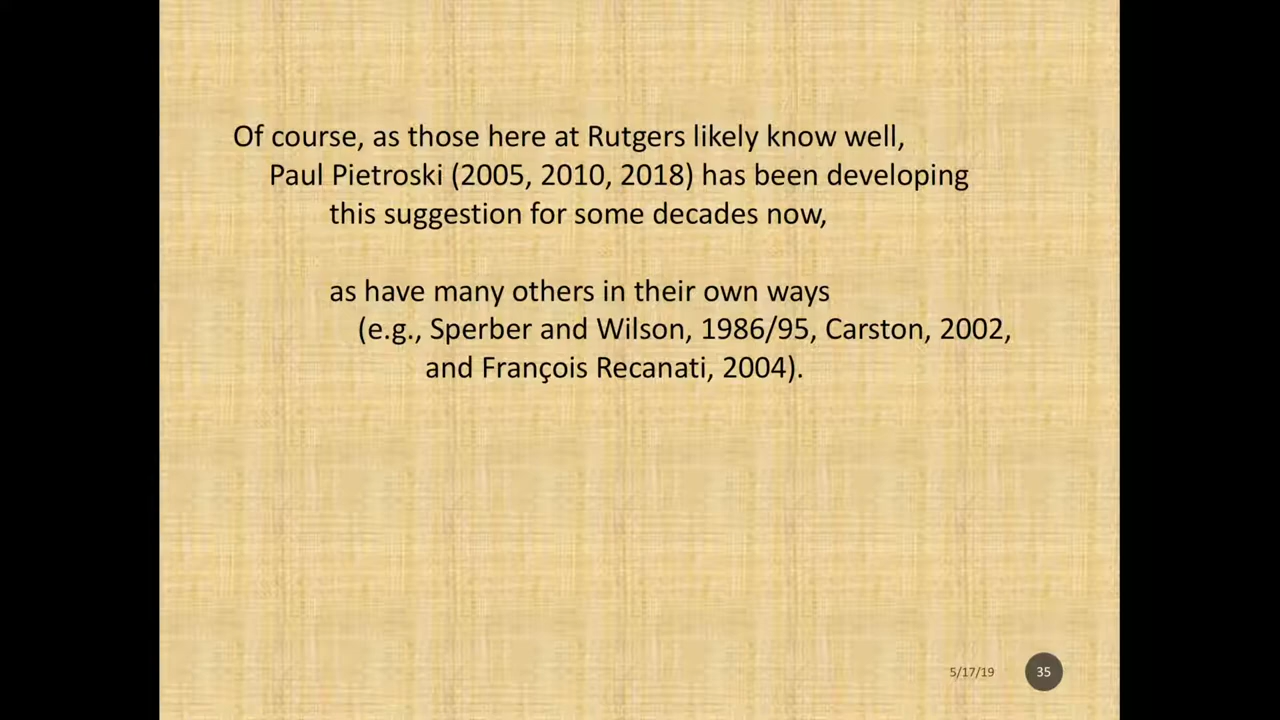 Of course, as those here at Rutgers likely know well,
Paul Pietroski (2005, 2010, 2018) has been developing
this suggestion for some decades now,
as have many others in their own ways
(e.g., Sperber and Wilson, 1986/95, Carston, 2002,
and François Recanati, 2004).
5/17/19
35